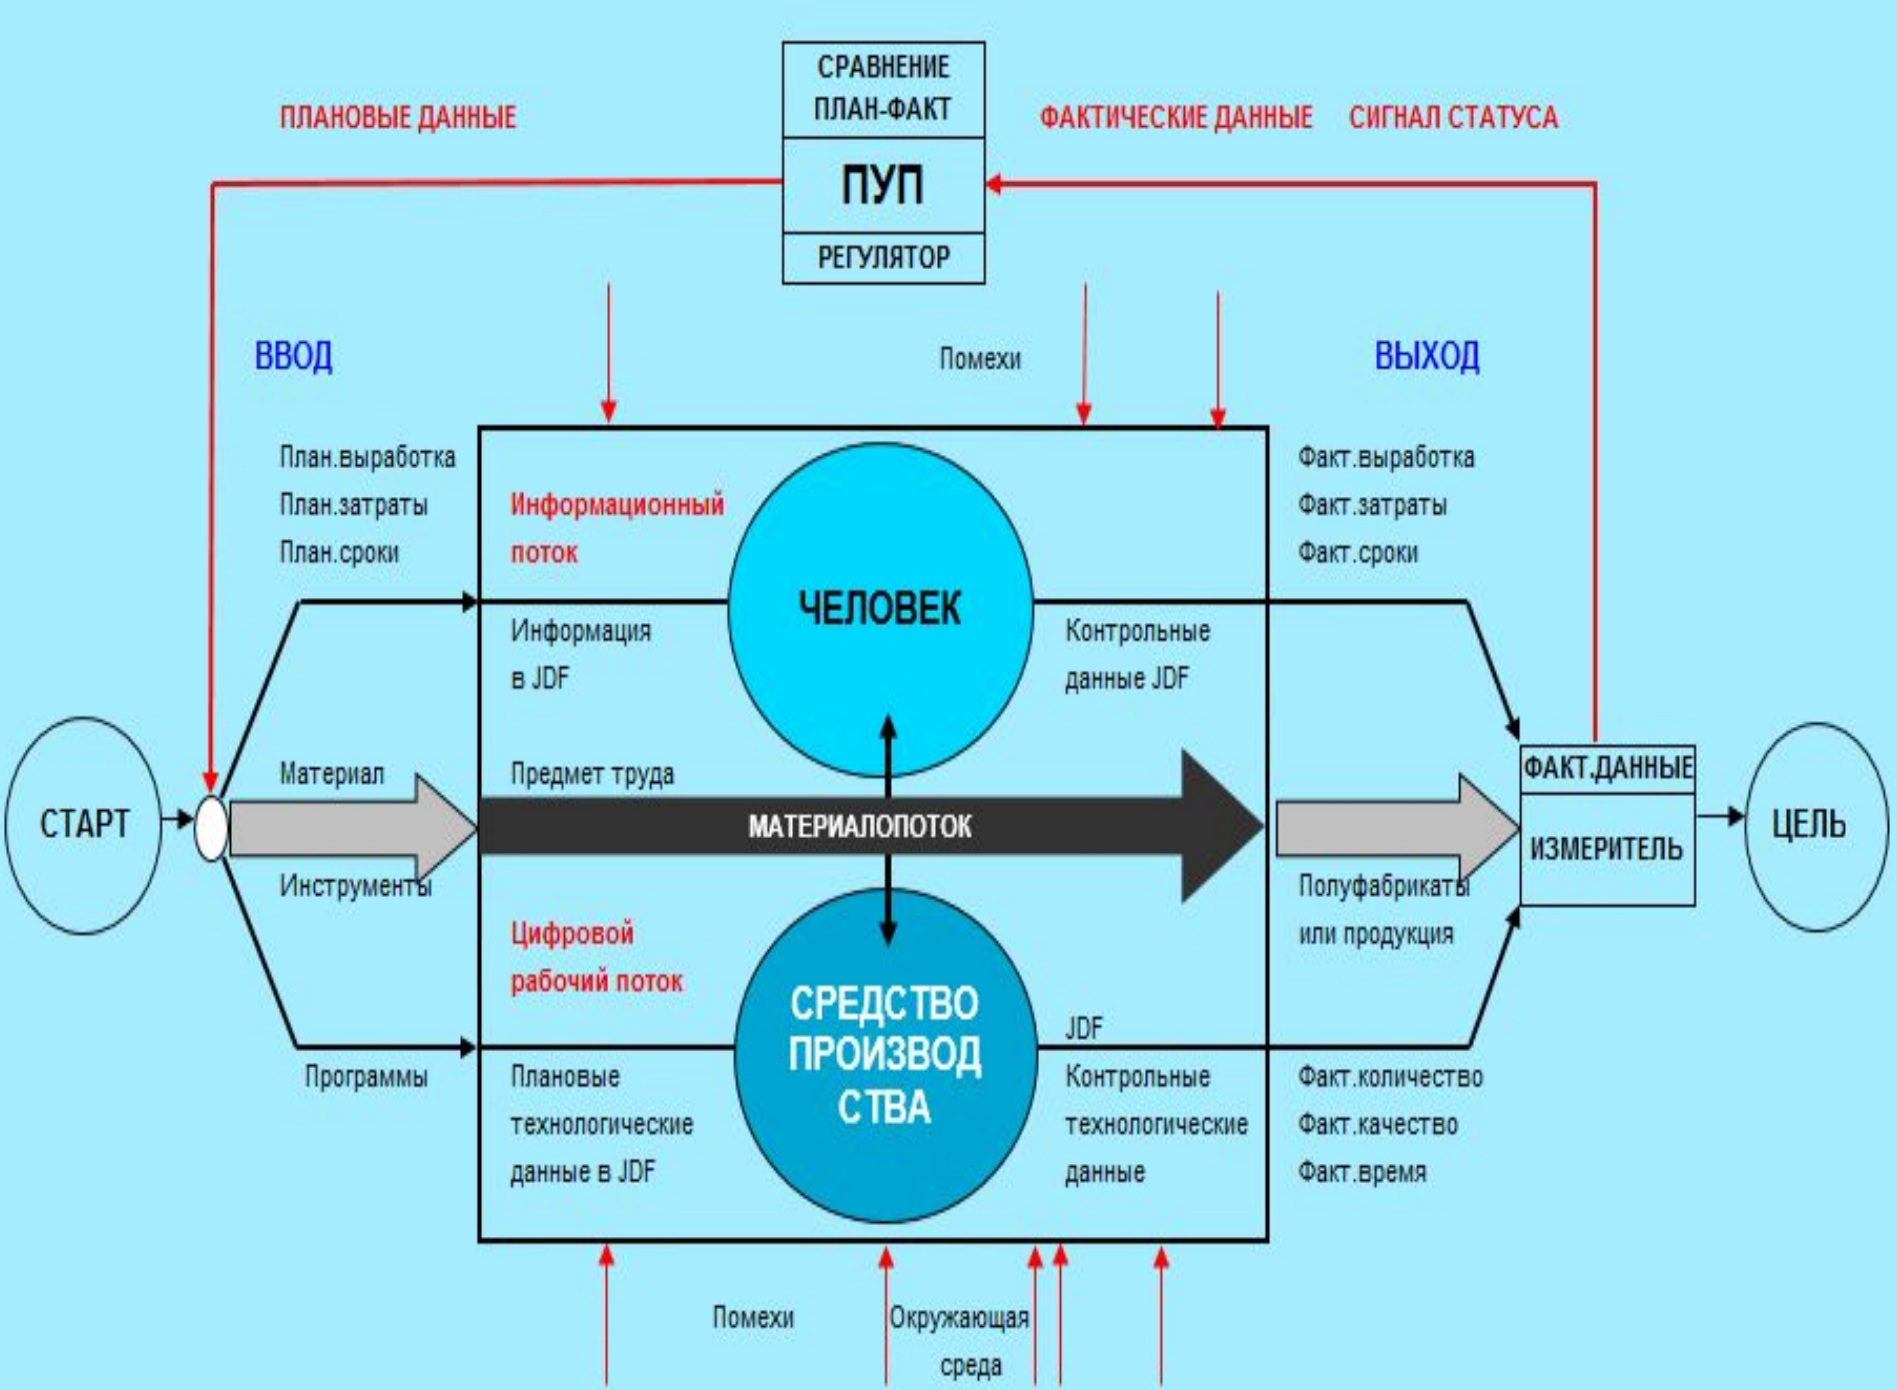 СРАВНЕНИЕ
ПЛАН-ФАКТ
ПУП
РЕГУЛЯТОР
ПЛАНОВЫЕ ДАННЫЕ
ФАКТИЧЕСКИЕ ДАННЫЕ СИГНАЛ СТАТУСА
ВВОД
Помехи
ВЫХОД
План.выработка
План.затраты
План.сроки
Информационный
поток
ЧЕЛОВЕК
Факт.выработка
Факт.затраты
Факт.сроки
Информация
в JDF
Контрольные
данные JDF
СТАРТ
Материал
Инструменты
Предмет труда
МАТЕРИАЛОПОТОК
Полуфабрикаты
или продукция
ФАКТ.ДАННЫЕ
ИЗМЕРИТЕЛЬ
ЦЕЛЬ
Цифровой
рабочий поток
СРЕДСТВО
ПРОИЗВОД
СТВА
Программы
Плановые
технологические
данные в JDF
JDF
Контрольные
технологические
данные
Факт.количество
Факт.качество
Факт.время
Помехи
Окружающая
среда